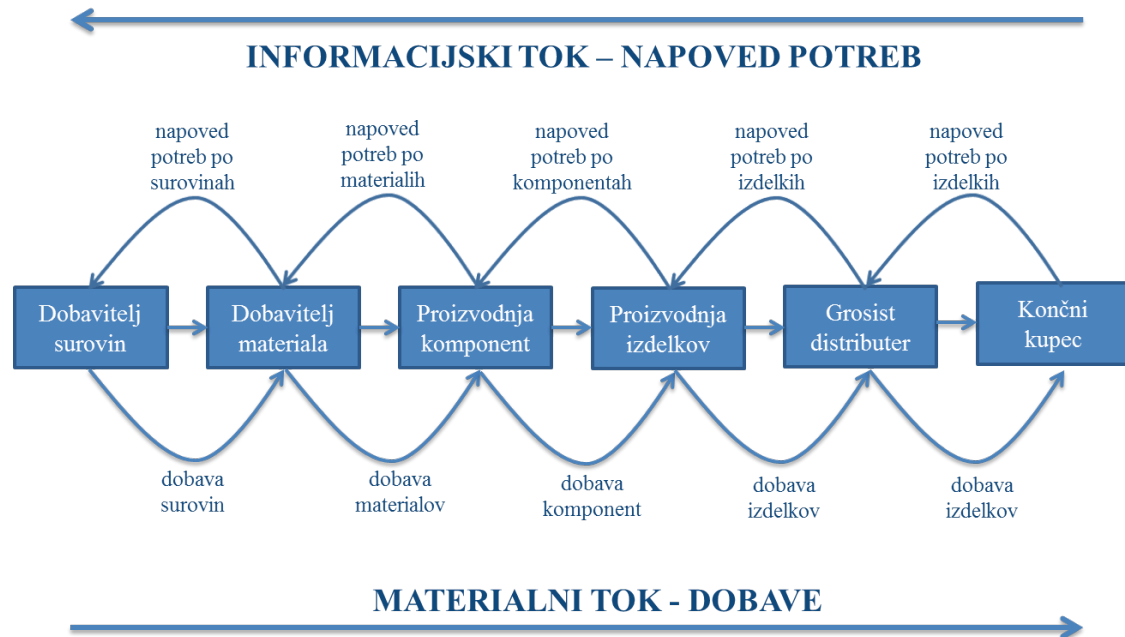 INFORMACIJSKI TOK – NAPOVED POTREB
napoved
potreb po
surovinah
napoved
potreb po
materialih
napoved
potreb po
komponentah
napoved
potreb po
izdelkih
napoved
potreb po
izdelkih
Dobavitelj
surovin
Dobavitelj
materiala
Proizvodnja
komponent
Proizvodnja
izdelkov
Grosist
distributer
Končni
kupec
dobava
surovin
dobava
materialov
dobava
komponent
dobava
izdelkov
dobava
izdelkov
MATERIALNI TOK - DOBAVE